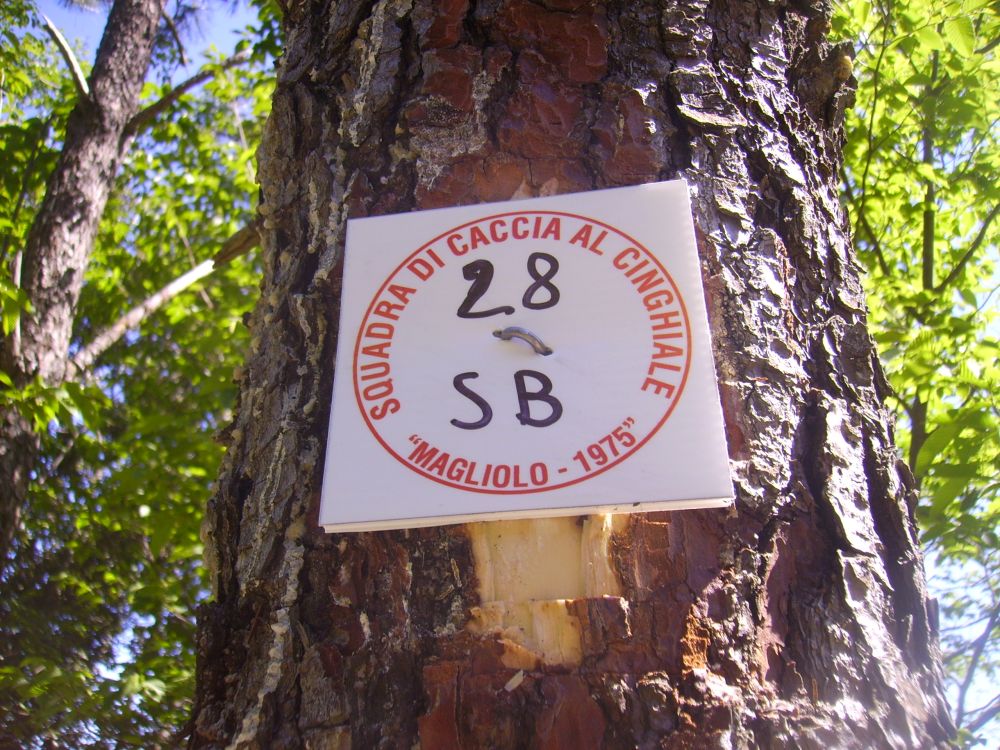 SQUADRA DI CACCIA AL CINGHIALE
28
SB
"MAGLIOLO - 1975"